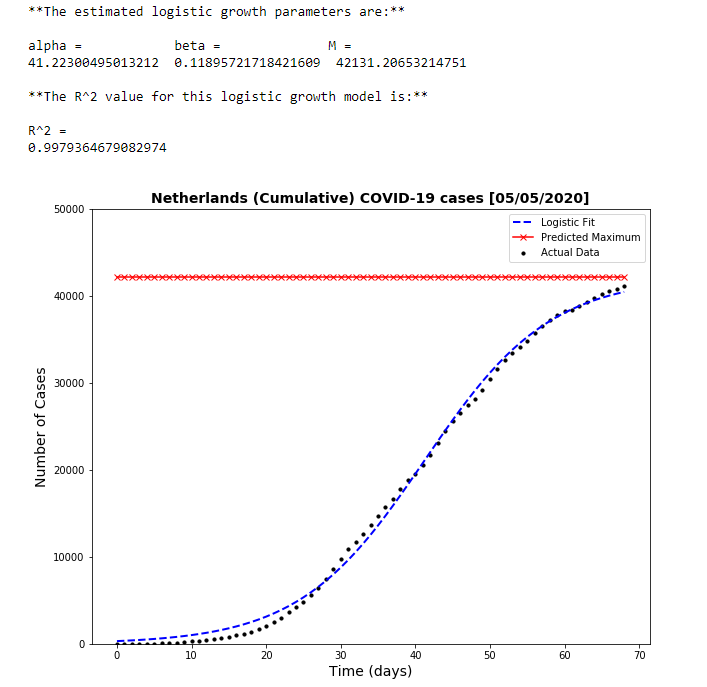 **The estimated logistic growth parameters are:**
alpha = beta = M =
41.22300495013212 0.11895721718421609 42131.20653214751
**The R^2 value for this logistic growth model is:**
R^2 =
0.9979364679082974
Netherlands (Cumulative) COVID-19 cases [05/05/2020]
50000
40000
30000
20000
10000
0
Number of Cases
Logistic Fit
Predicted Maximum
Actual Data
0 10 20 30 40 50 60 70
Time (days)